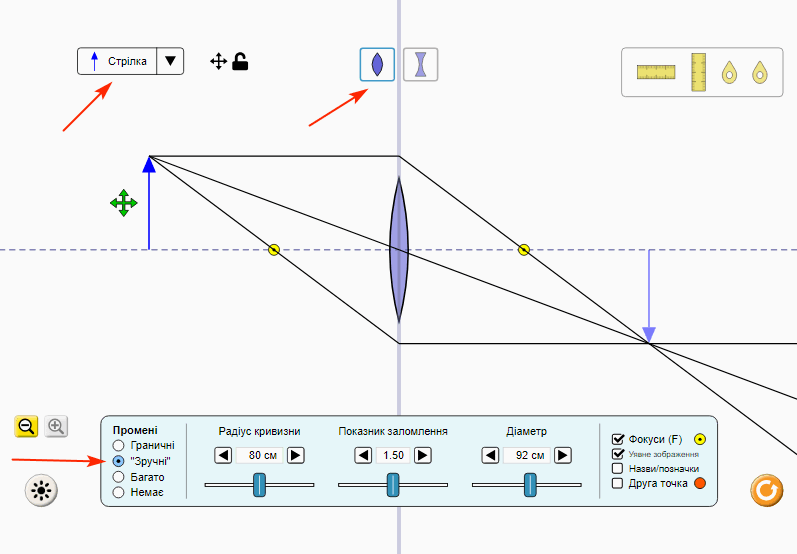 Стрілка
Промені
Граничні
"Зручні"
Багато
Немає
Радіус кривизни
80 см
Показник заломлення
1.50
Діаметр
92 см
Фокуси (F)
Уявне зображення
Назви/позначки
Друга точка